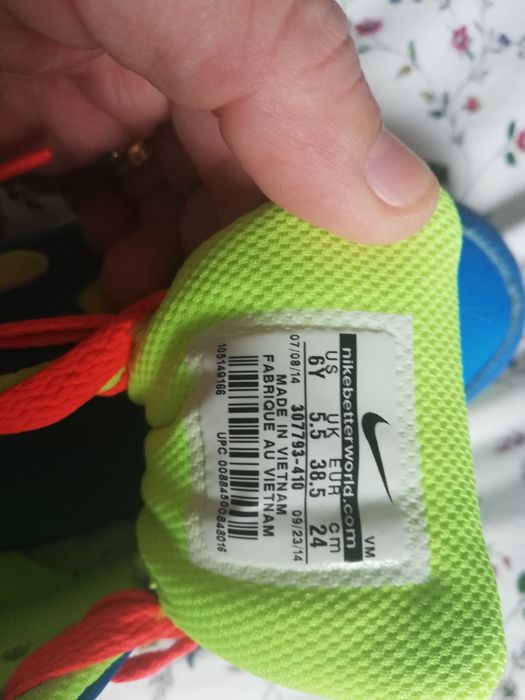 VM
nikebetterworld.com
US UK EUR cm
6Y 5.5 38.5 24
07/08/14 307793-410 09/23/14
MADE IN VIETNAM
FABRIQUE AU VIETNAM
105149166 UPC 00884500848016